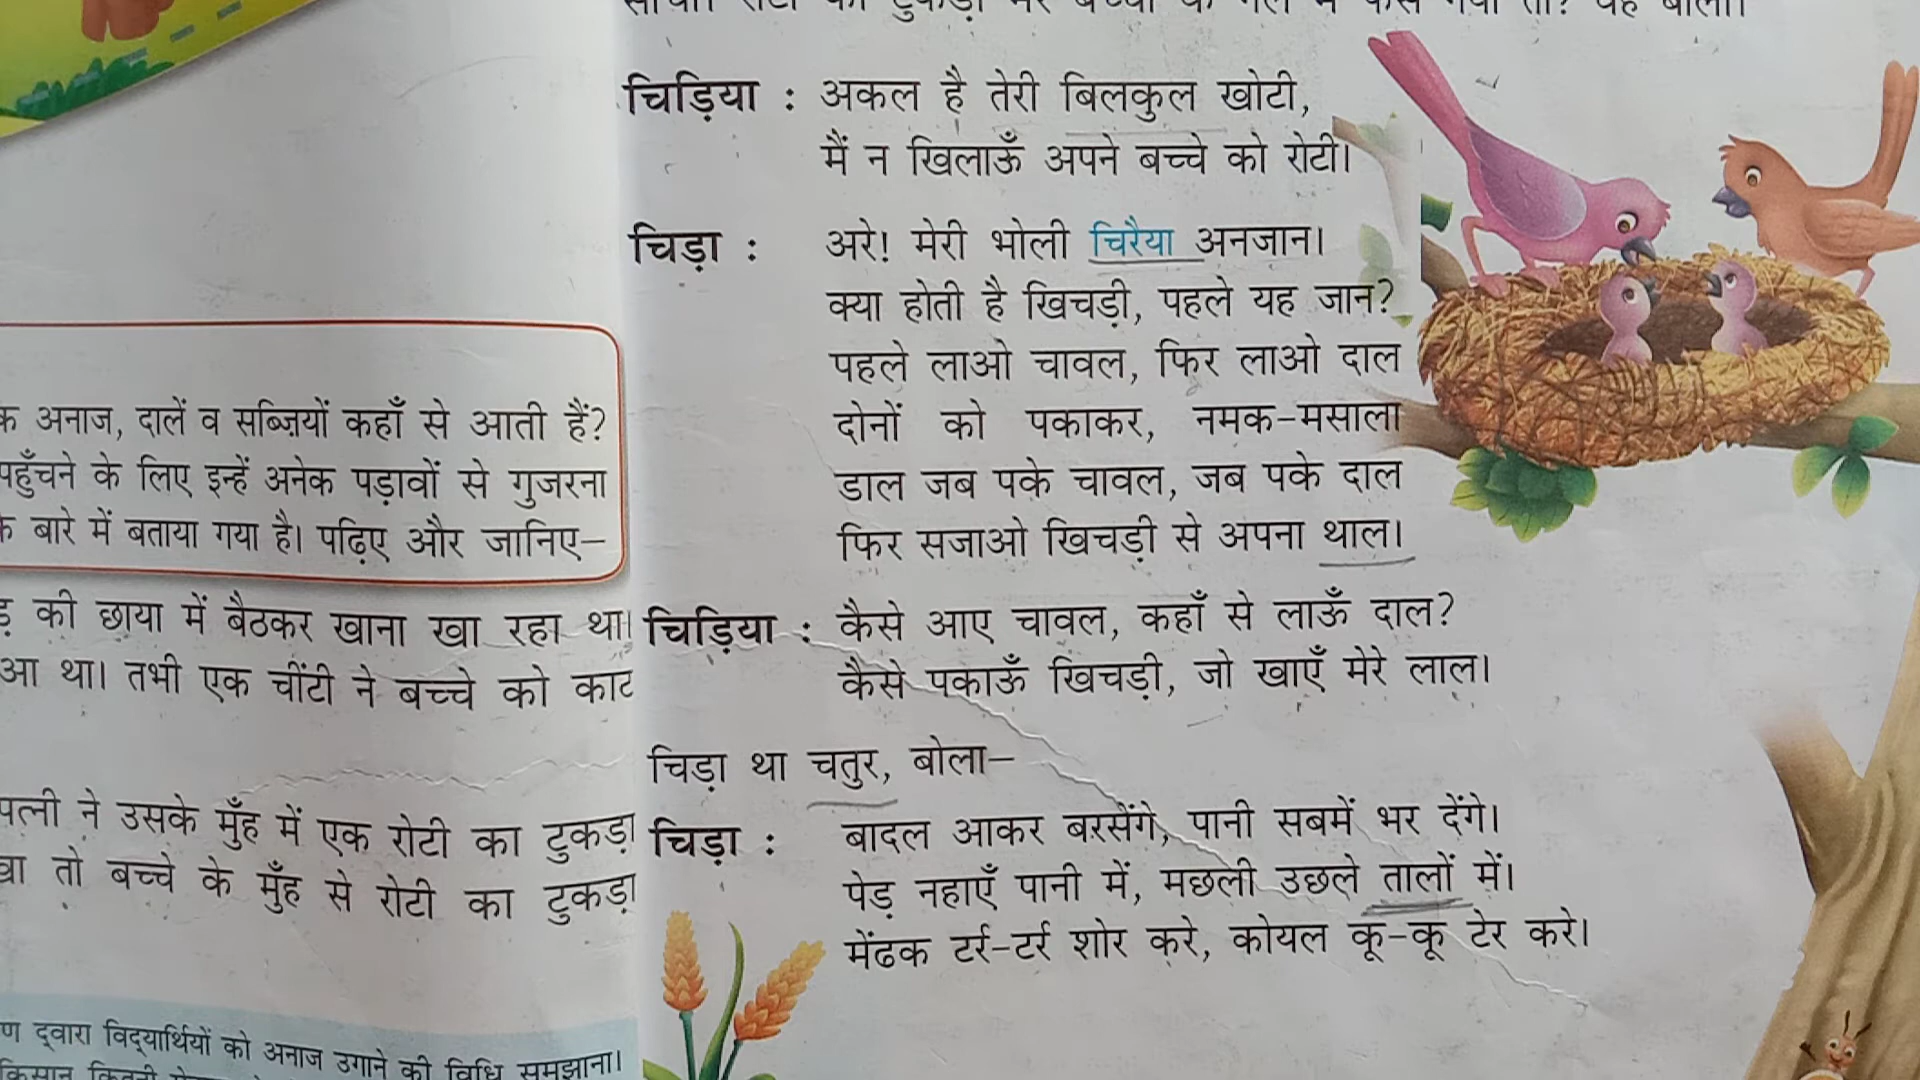 अनाज, दालें व सब्ज़ियों कहाँ से आती हैं?
पहुँचने के लिए इन्हें अनेक पड़ावों से गुजरना
बारे में बताया गया है। पढ़िए और जानिए–
की छाया में बैठकर खाना खा रहा था।
आ था। तभी एक चींटी ने बच्चे को काट
पत्नी ने उसके मुँह में एक रोटी का टुकड़ा
तो बच्चे के मुँह से रोटी का टुकड़ा
द्वारा विद्यार्थियों को अनाज उगाने की विधि समझाना।
चिड़िया : अकल है तेरी बिलकुल खोटी,
मैं न खिलाऊँ अपने बच्चे को रोटी।
चिड़ा : अरे! मेरी भोली चिरैया अनजान।
क्या होती है खिचड़ी, पहले यह जान?
पहले लाओ चावल, फिर लाओ दाल
दोनों को पकाकर, नमक-मसाला
डाल जब पके चावल, जब पके दाल
फिर सजाओ खिचड़ी से अपना थाल।
चिड़िया : कैसे आए चावल, कहाँ से लाऊँ दाल?
कैसे पकाऊँ खिचड़ी, जो खाएँ मेरे लाल।
चिड़ा था चतुर, बोला–
चिड़ा : बादल आकर बरसेंगे, पानी सबमें भर देंगे।
पेड़ नहाएँ पानी में, मछली उछले तालों में।
मेंढक टर्र-टर्र शोर करे, कोयल कू-कू टेर करे।